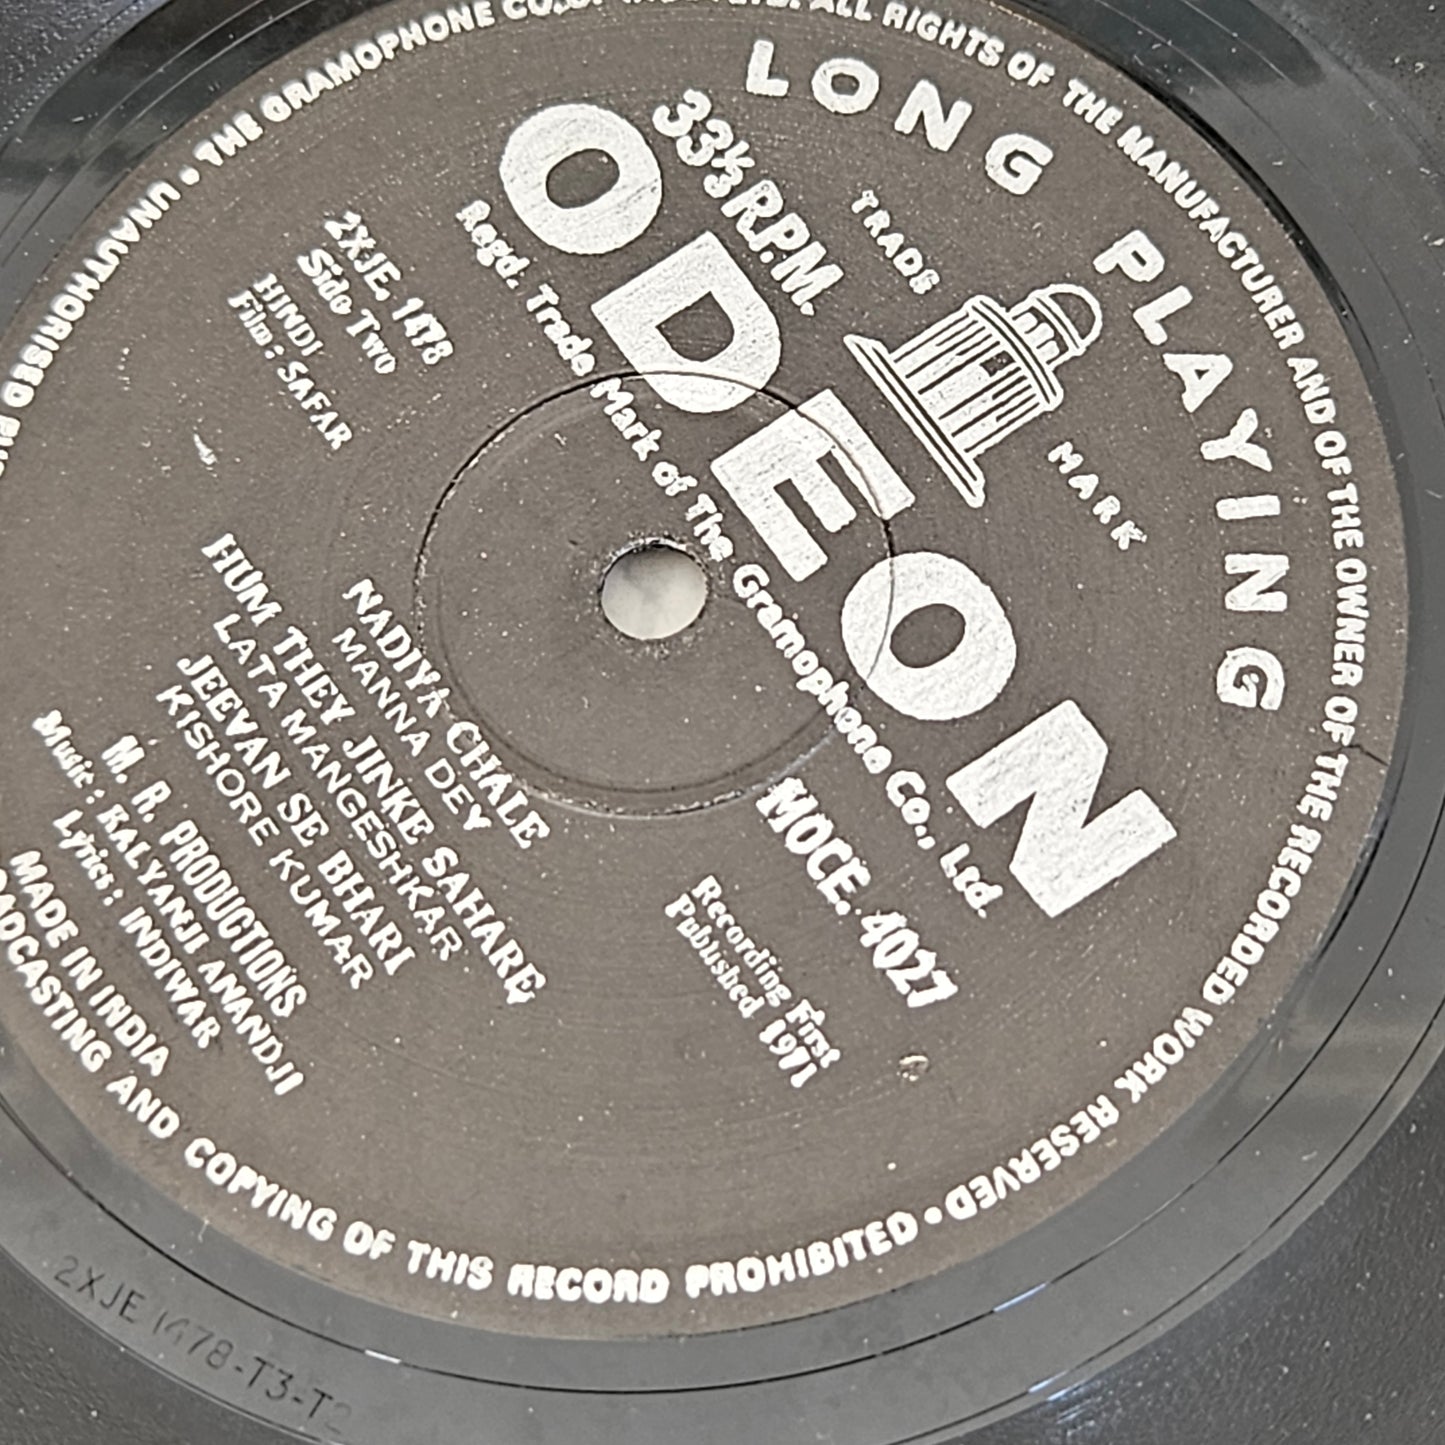 THE GRAMOPHONE CO. OF LTD. ALL RIGHTS OF THE MANUFACTURER AND OF THE OWNER OF THE RECORDED WORK RESERVED •
UNAUTHORISED
BROADCASTING AND COPYING OF THIS RECORD PROHIBITED •
LONG PLAYING
33⅓ R.P.M.
TRADE MARK
ODEON
Regd. Trade Mark of The Gramophone Co., Ltd.
2XJE. 1478
Side Two
HINDI
Film: SAFAR
MOCE. 4027
Recording First
Published 1971
NADIYA CHALE
MANNA DEY
HUM THEY JINKE SAHARE
LATA MANGESHKAR
JEEVAN SE BHARI
KISHORE KUMAR
M. R. PRODUCTIONS
Music: KALYANJI ANANDJI
Lyrics: INDIWAR
MADE IN INDIA
2XJE 1478-T3-T2